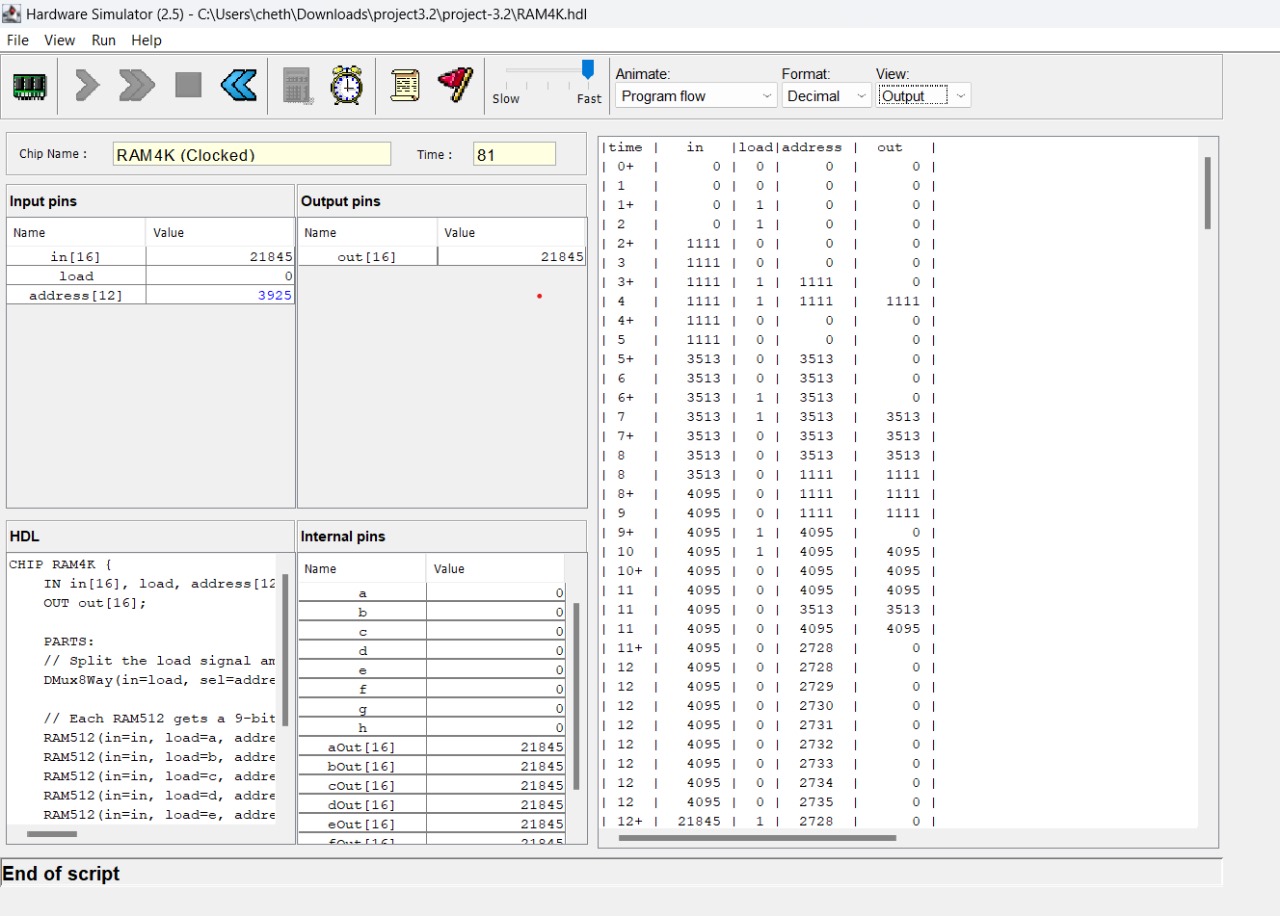 Hardware Simulator (2.5) - C:\Users\cheth\Downloads\project3.2\project-3.2\RAM4K.hdl
File View Run Help
Slow Fast
Animate: Format: View:
Program flow Decimal Output
Chip Name : RAM4K (Clocked) Time : 81
Input pins
Name Value
in[16] 21845
load 0
address[12] 3925
Output pins
Name Value
out[16] 21845
HDL
CHIP RAM4K {
IN in[16], load, address[12
OUT out[16];
PARTS:
// Split the load signal am
DMux8Way(in=load, sel=addre
// Each RAM512 gets a 9-bit
RAM512(in=in, load=a, addre
RAM512(in=in, load=b, addre
RAM512(in=in, load=c, addre
RAM512(in=in, load=d, addre
RAM512(in=in, load=e, addre
Internal pins
Name Value
a 0
b 0
c 0
d 0
e 0
f 0
g 0
h 0
aOut[16] 21845
bOut[16] 21845
cOut[16] 21845
dOut[16] 21845
eOut[16] 21845
fOut[16] 21845
|time | in |load|address | out |
| 0+ | 0 | 0 | 0 | 0 |
| 1 | 0 | 0 | 0 | 0 |
| 1+ | 0 | 1 | 0 | 0 |
| 2 | 0 | 1 | 0 | 0 |
| 2+ | 1111 | 0 | 0 | 0 |
| 3 | 1111 | 0 | 0 | 0 |
| 3+ | 1111 | 1 | 1111 | 0 |
| 4 | 1111 | 1 | 1111 | 1111 |
| 4+ | 1111 | 0 | 0 | 0 |
| 5 | 1111 | 0 | 0 | 0 |
| 5+ | 3513 | 0 | 3513 | 0 |
| 6 | 3513 | 0 | 3513 | 0 |
| 6+ | 3513 | 1 | 3513 | 0 |
| 7 | 3513 | 1 | 3513 | 3513 |
| 7+ | 3513 | 0 | 3513 | 3513 |
| 8 | 3513 | 0 | 3513 | 3513 |
| 8 | 3513 | 0 | 1111 | 1111 |
| 8+ | 4095 | 0 | 1111 | 1111 |
| 9 | 4095 | 0 | 1111 | 1111 |
| 9+ | 4095 | 1 | 4095 | 0 |
| 10 | 4095 | 1 | 4095 | 4095 |
| 10+ | 4095 | 0 | 4095 | 4095 |
| 11 | 4095 | 0 | 4095 | 4095 |
| 11 | 4095 | 0 | 3513 | 3513 |
| 11 | 4095 | 0 | 4095 | 4095 |
| 11+ | 4095 | 0 | 2728 | 0 |
| 12 | 4095 | 0 | 2728 | 0 |
| 12 | 4095 | 0 | 2729 | 0 |
| 12 | 4095 | 0 | 2730 | 0 |
| 12 | 4095 | 0 | 2731 | 0 |
| 12 | 4095 | 0 | 2732 | 0 |
| 12 | 4095 | 0 | 2733 | 0 |
| 12 | 4095 | 0 | 2734 | 0 |
| 12 | 4095 | 0 | 2735 | 0 |
| 12+ | 21845 | 1 | 2728 | 0 |
End of script